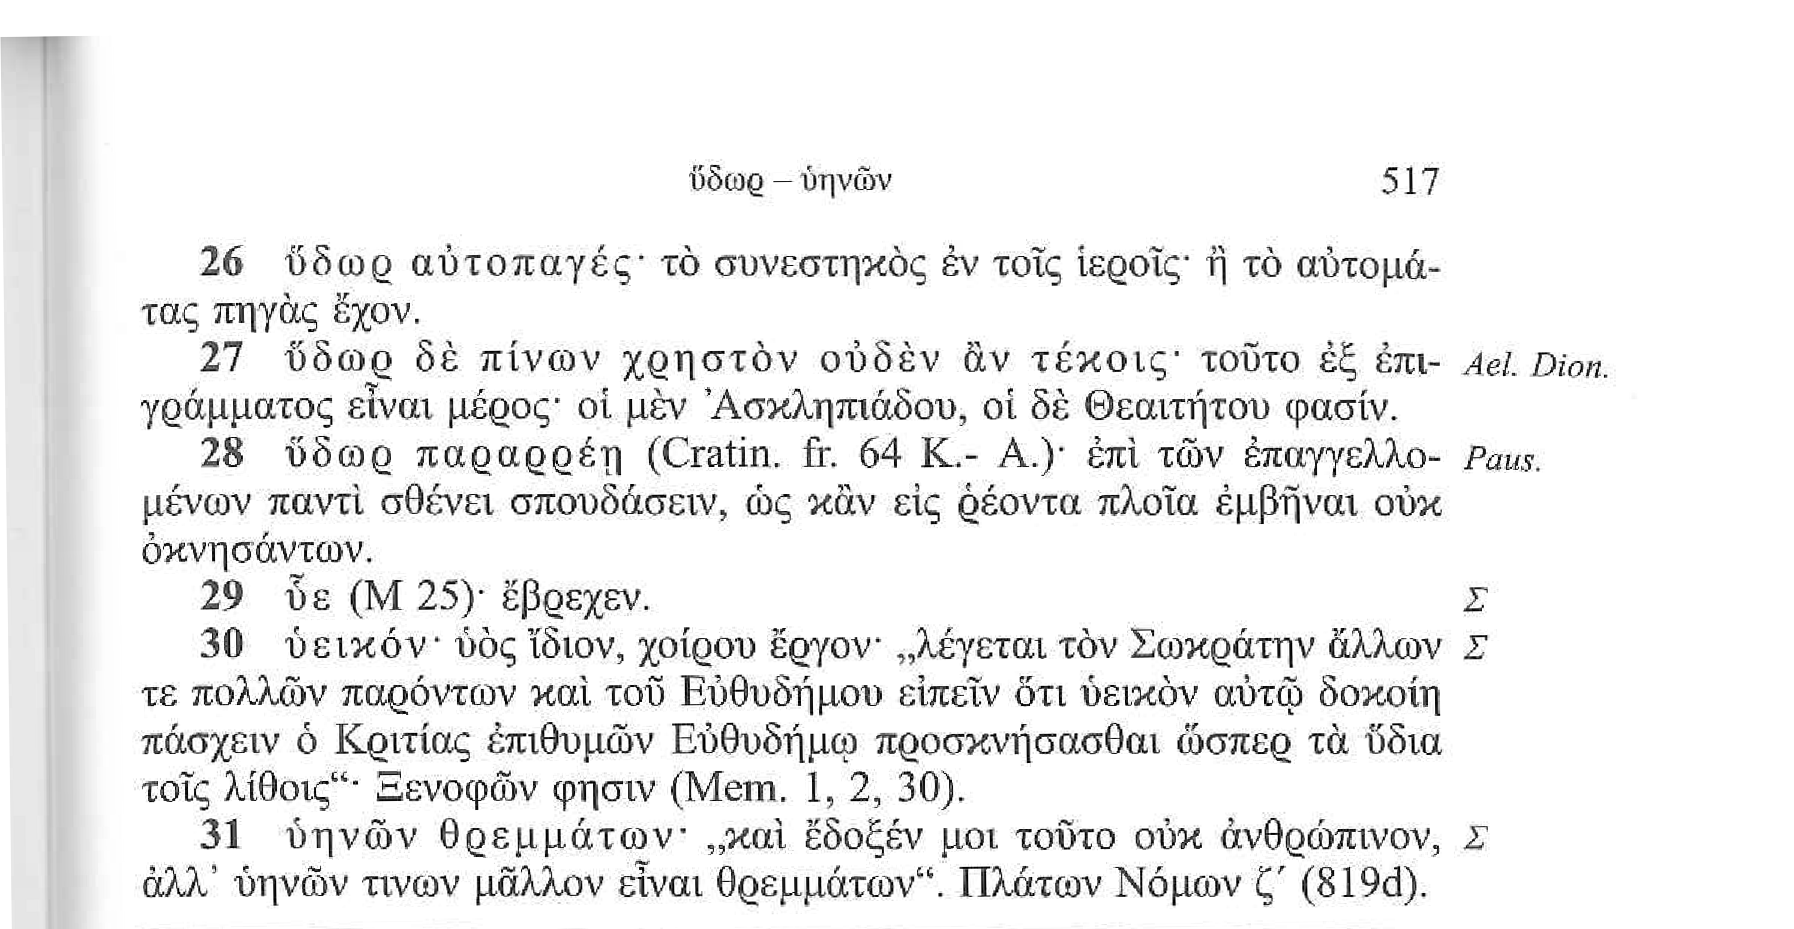 ὕδωρ – ὑηνῶν 517
26 ὕδωρ αὐτοπαγές· τὸ συνεστηκὸς ἐν τοῖς ἱεροῖς· ἢ τὸ αὐτομά-
τας πηγὰς ἔχον.
27 ὕδωρ δὲ πίνων χρηστὸν οὐδὲν ἂν τέκοις· τοῦτο ἐξ ἐπι- Ael. Dion.
γράμματος εἶναι μέρος· οἱ μὲν Ἀσκληπιάδου, οἱ δὲ Θεαιτήτου φασίν.
28 ὕδωρ παραρρέῃ (Cratin. fr. 64 K.- A.)· ἐπὶ τῶν ἐπαγγελλο- Paus.
μένων παντὶ σθένει σπουδάσειν, ὡς κἂν εἰς ῥέοντα πλοῖα ἐμβῆναι οὐκ
ὀκνησάντων.
29 ὗε (Μ 25)· ἔβρεχεν. Σ
30 ὑεικόν· ὑὸς ἴδιον, χοίρου ἔργον· „λέγεται τὸν Σωκράτην ἄλλων Σ
τε πολλῶν παρόντων καὶ τοῦ Εὐθυδήμου εἰπεῖν ὅτι ὑεικὸν αὐτῷ δοκοίη
πάσχειν ὁ Κριτίας ἐπιθυμῶν Εὐθυδήμῳ προσκνήσασθαι ὥσπερ τὰ ὕδια
τοῖς λίθοις“· Ξενοφῶν φησιν (Mem. 1, 2, 30).
31 ὑηνῶν θρεμμάτων· „καὶ ἔδοξέν μοι τοῦτο οὐκ ἀνθρώπινον, Σ
ἀλλ’ ὑηνῶν τινων μᾶλλον εἶναι θρεμμάτων“. Πλάτων Νόμων ζ′ (819d).